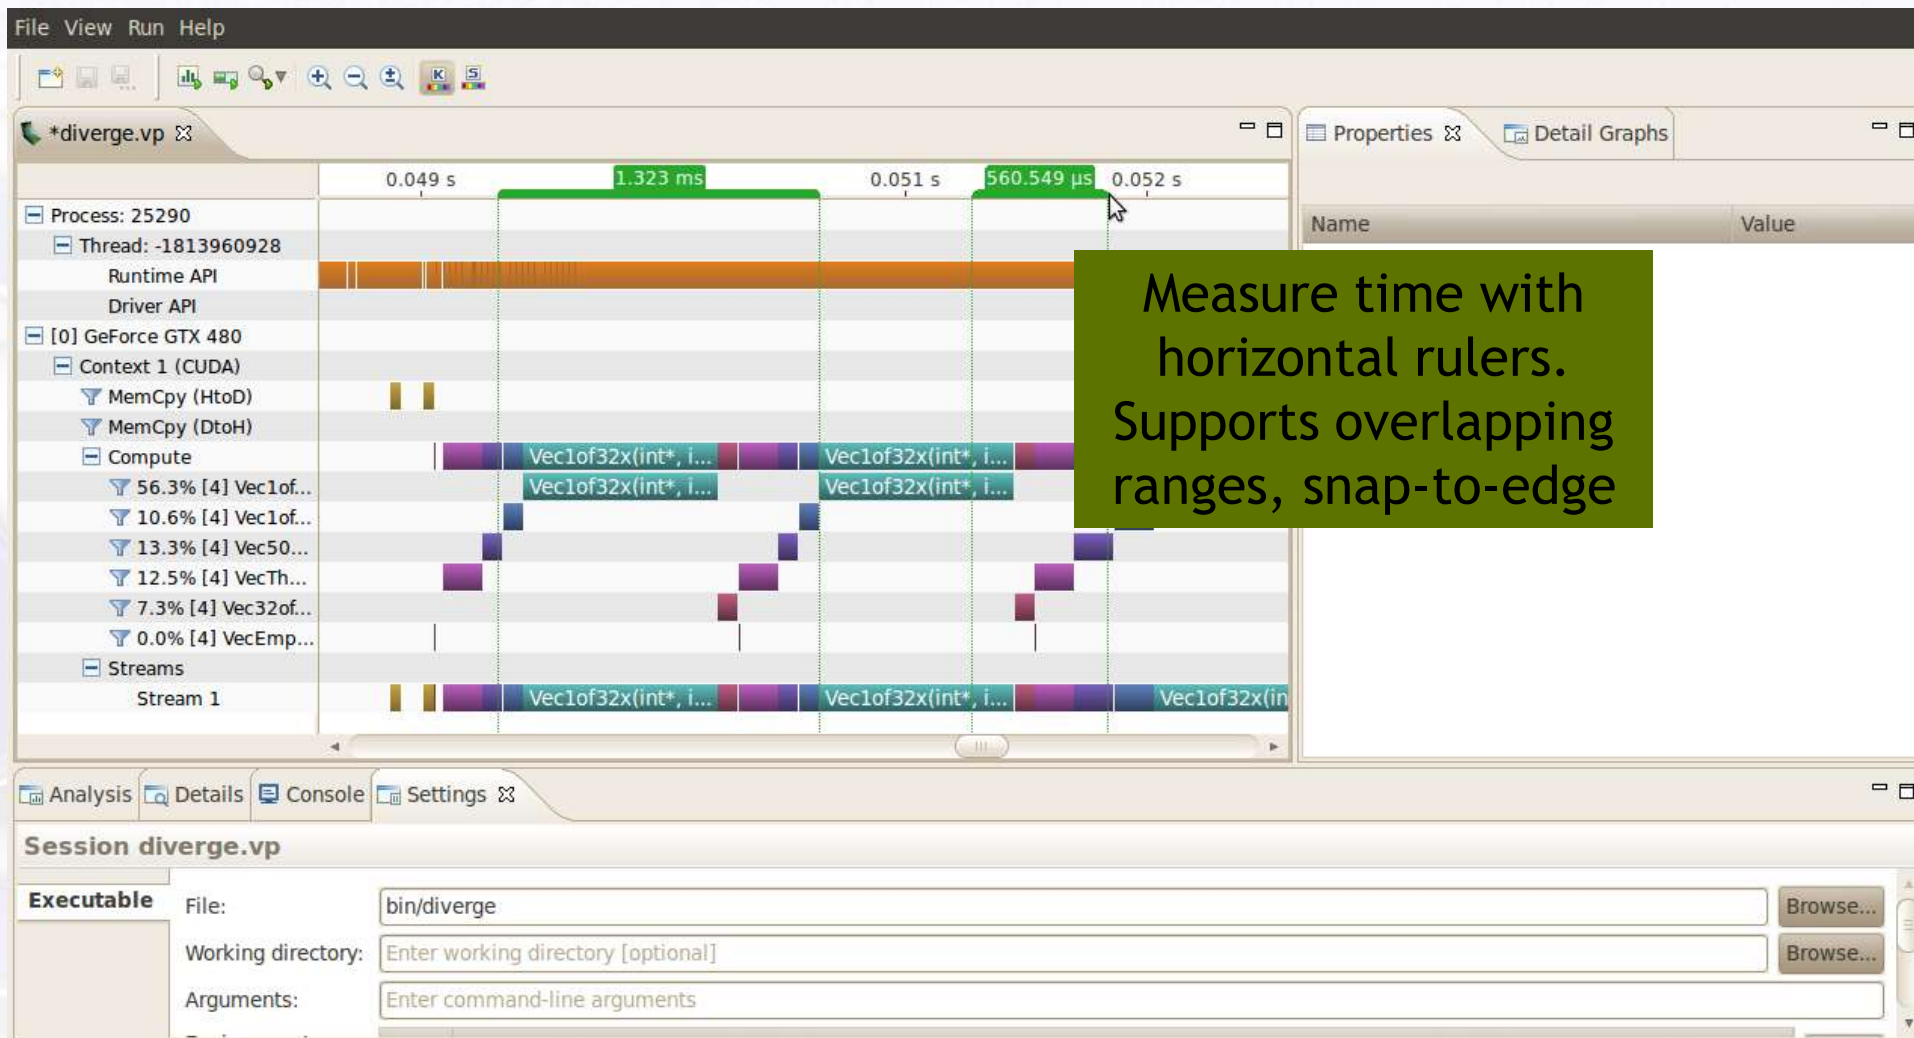 File View Run Help
*diverge.vp
Properties
Detail Graphs
0.049 s 1.323 ms 0.051 s 560.549 µs 0.052 s
Name Value
Process: 25290
Thread: -1813960928
Runtime API
Driver API
[0] GeForce GTX 480
Context 1 (CUDA)
MemCpy (HtoD)
MemCpy (DtoH)
Compute Vec1of32x(int*, i... Vec1of32x(int*, i...
56.3% [4] Vec1of... Vec1of32x(int*, i... Vec1of32x(int*, i...
10.6% [4] Vec1of...
13.3% [4] Vec50...
12.5% [4] VecTh...
7.3% [4] Vec32of...
0.0% [4] VecEmp...
Streams
Stream 1 Vec1of32x(int*, i... Vec1of32x(int*, i... Vec1of32x(in
Measure time with
horizontal rulers.
Supports overlapping
ranges, snap-to-edge
Analysis Details Console Settings
Session diverge.vp
Executable
File: bin/diverge Browse...
Working directory: Enter working directory [optional] Browse...
Arguments: Enter command-line arguments